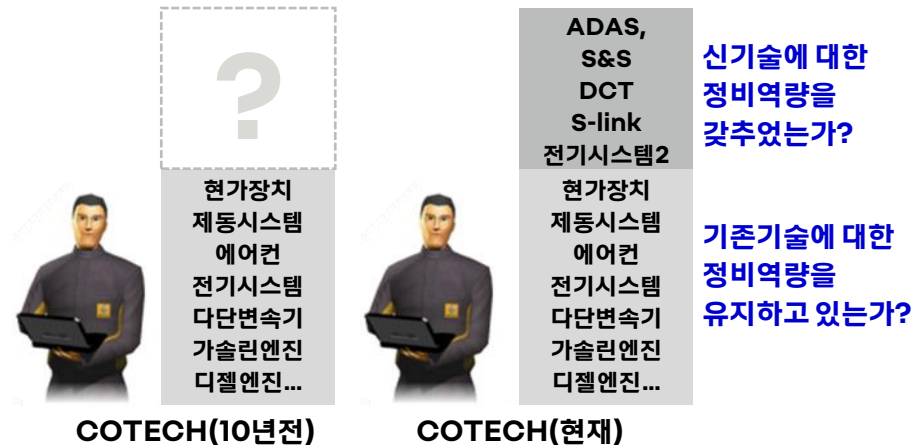 ?
현가장치
제동시스템
에어컨
전기시스템
다단변속기
가솔린엔진
디젤엔진...
COTECH(10년전)
ADAS,
S&S
DCT
S-link
전기시스템2
현가장치
제동시스템
에어컨
전기시스템
다단변속기
가솔린엔진
디젤엔진...
COTECH(현재)
신기술에 대한
정비역량을
갖추었는가?
기존기술에 대한
정비역량을
유지하고 있는가?